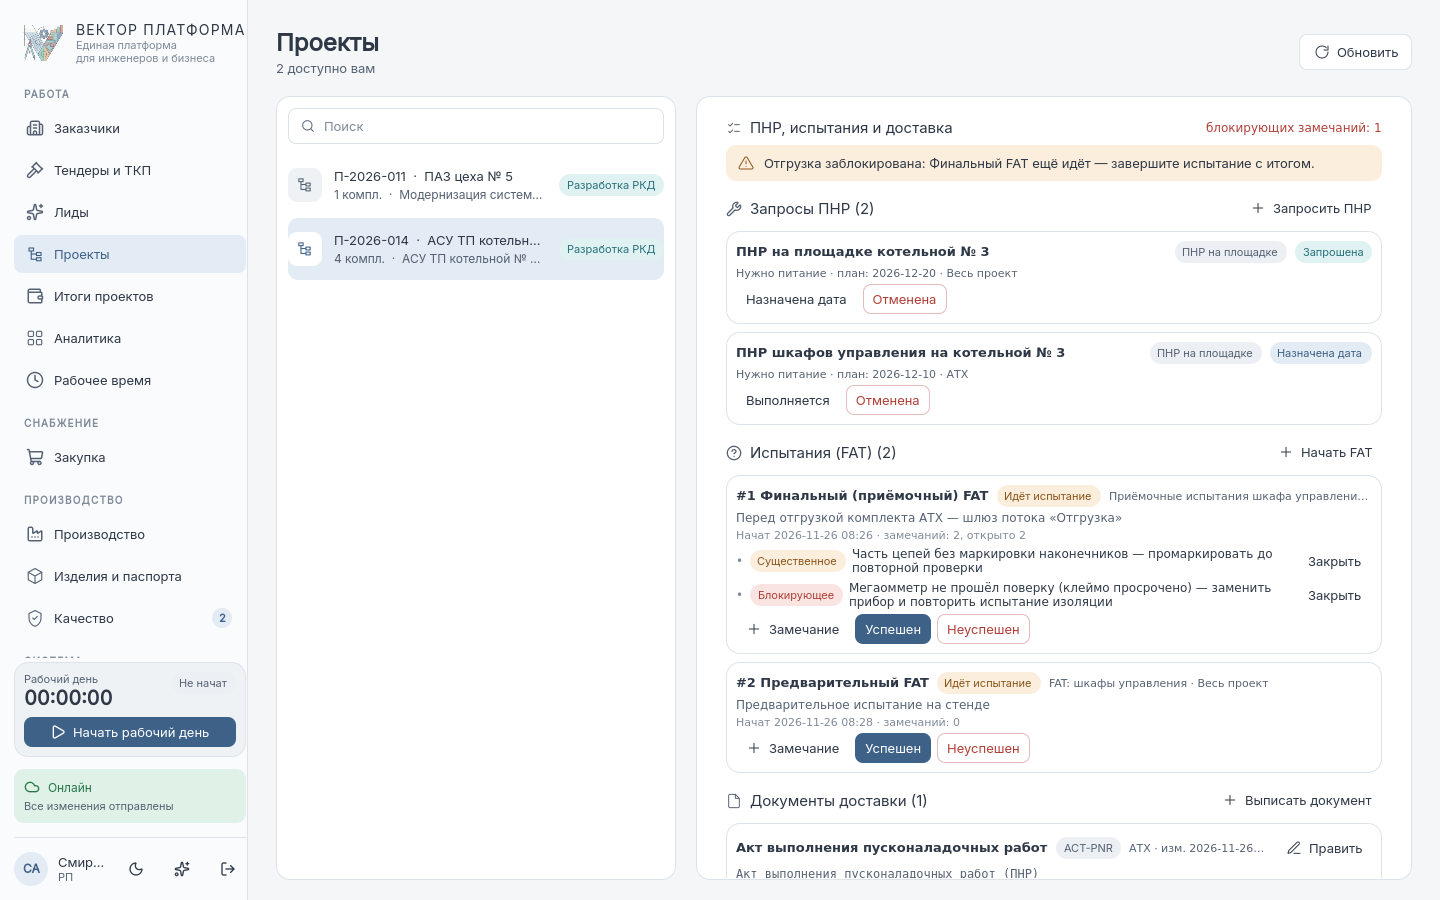 ВЕКТОР ПЛАТФОРМА
Единая платформа
для инженеров и бизнеса
РАБОТА
Заказчики
Тендеры и ТКП
Лиды
Проекты
Итоги проектов
Аналитика
Рабочее время
СНАБЖЕНИЕ
Закупка
ПРОИЗВОДСТВО
Производство
Изделия и паспорта
Качество 2
Рабочий день
Не начат
00:00:00
Начать рабочий день
Онлайн
Все изменения отправлены
СА
Смир...
РП
Проекты
2 доступно вам
Обновить
Поиск
П-2026-011 · ПАЗ цеха № 5
1 компл. · Модернизация систем...
Разработка РКД
П-2026-014 · АСУ ТП котельн...
4 компл. · АСУ ТП котельной № ...
Разработка РКД
ПНР, испытания и доставка
блокирующих замечаний: 1
Отгрузка заблокирована: Финальный FAT ещё идёт — завершите испытание с итогом.
Запросы ПНР (2)
Запросить ПНР
ПНР на площадке котельной № 3
ПНР на площадке
Запрошена
Нужно питание · план: 2026-12-20 · Весь проект
Назначена дата
Отменена
ПНР шкафов управления на котельной № 3
ПНР на площадке
Назначена дата
Нужно питание · план: 2026-12-10 · АТХ
Выполняется
Отменена
Испытания (FAT) (2)
Начать FAT
#1 Финальный (приёмочный) FAT
Идёт испытание
Приёмочные испытания шкафа управлени...
Перед отгрузкой комплекта АТХ — шлюз потока «Отгрузка»
Начат 2026-11-26 08:26 · замечаний: 2, открыто 2
• Существенное
Часть цепей без маркировки наконечников — промаркировать до
повторной проверки
Закрыть
• Блокирующее
Мегаомметр не прошёл поверку (клеймо просрочено) — заменить
прибор и повторить испытание изоляции
Закрыть
Замечание
Успешен
Неуспешен
#2 Предварительный FAT
Идёт испытание
FAT: шкафы управления · Весь проект
Предварительное испытание на стенде
Начат 2026-11-26 08:28 · замечаний: 0
Замечание
Успешен
Неуспешен
Документы доставки (1)
Выписать документ
Акт выполнения пусконаладочных работ
ACT-PNR
АТХ · изм. 2026-11-26...
Править
Акт выполнения пусконаладочных работ (ПНР)